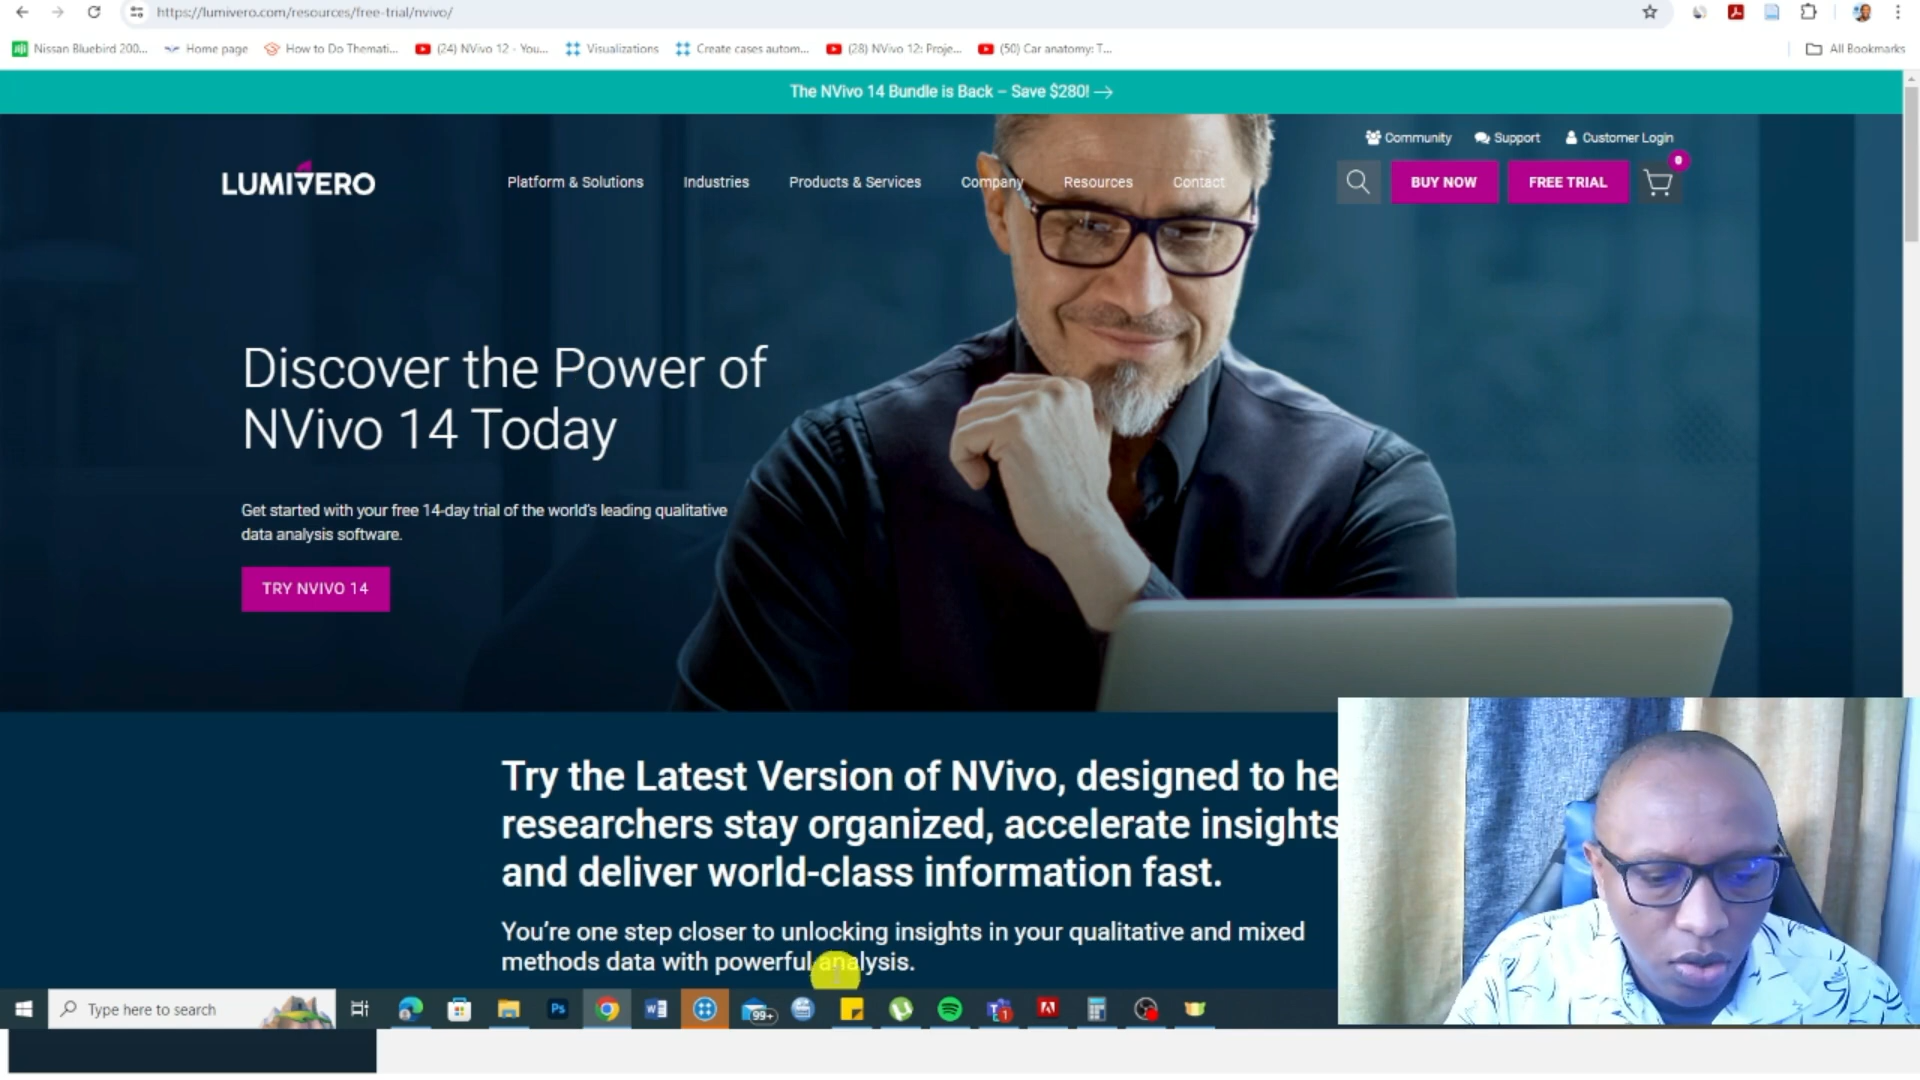 https://lumivero.com/resources/free-trial/nvivo/
Nissan Bluebird 200...
Home page
How to Do Themati...
(24) NVivo 12 - You...
Visualizations
Create cases autom...
(28) NVivo 12: Proje...
(50) Car anatomy: T...
All Bookmarks
The NVivo 14 Bundle is Back – Save $280! →
Community
Support
Customer Login
LUMIVERO
Platform & Solutions
Industries
Products & Services
Company
Resources
Contact
BUY NOW
FREE TRIAL
0
Discover the Power of
NVivo 14 Today
Get started with your free 14-day trial of the world's leading qualitative
data analysis software.
TRY NVIVO 14
Try the Latest Version of NVivo, designed to he
researchers stay organized, accelerate insights
and deliver world-class information fast.
You're one step closer to unlocking insights in your qualitative and mixed
methods data with powerful analysis.
Type here to search
Ps
99+
1